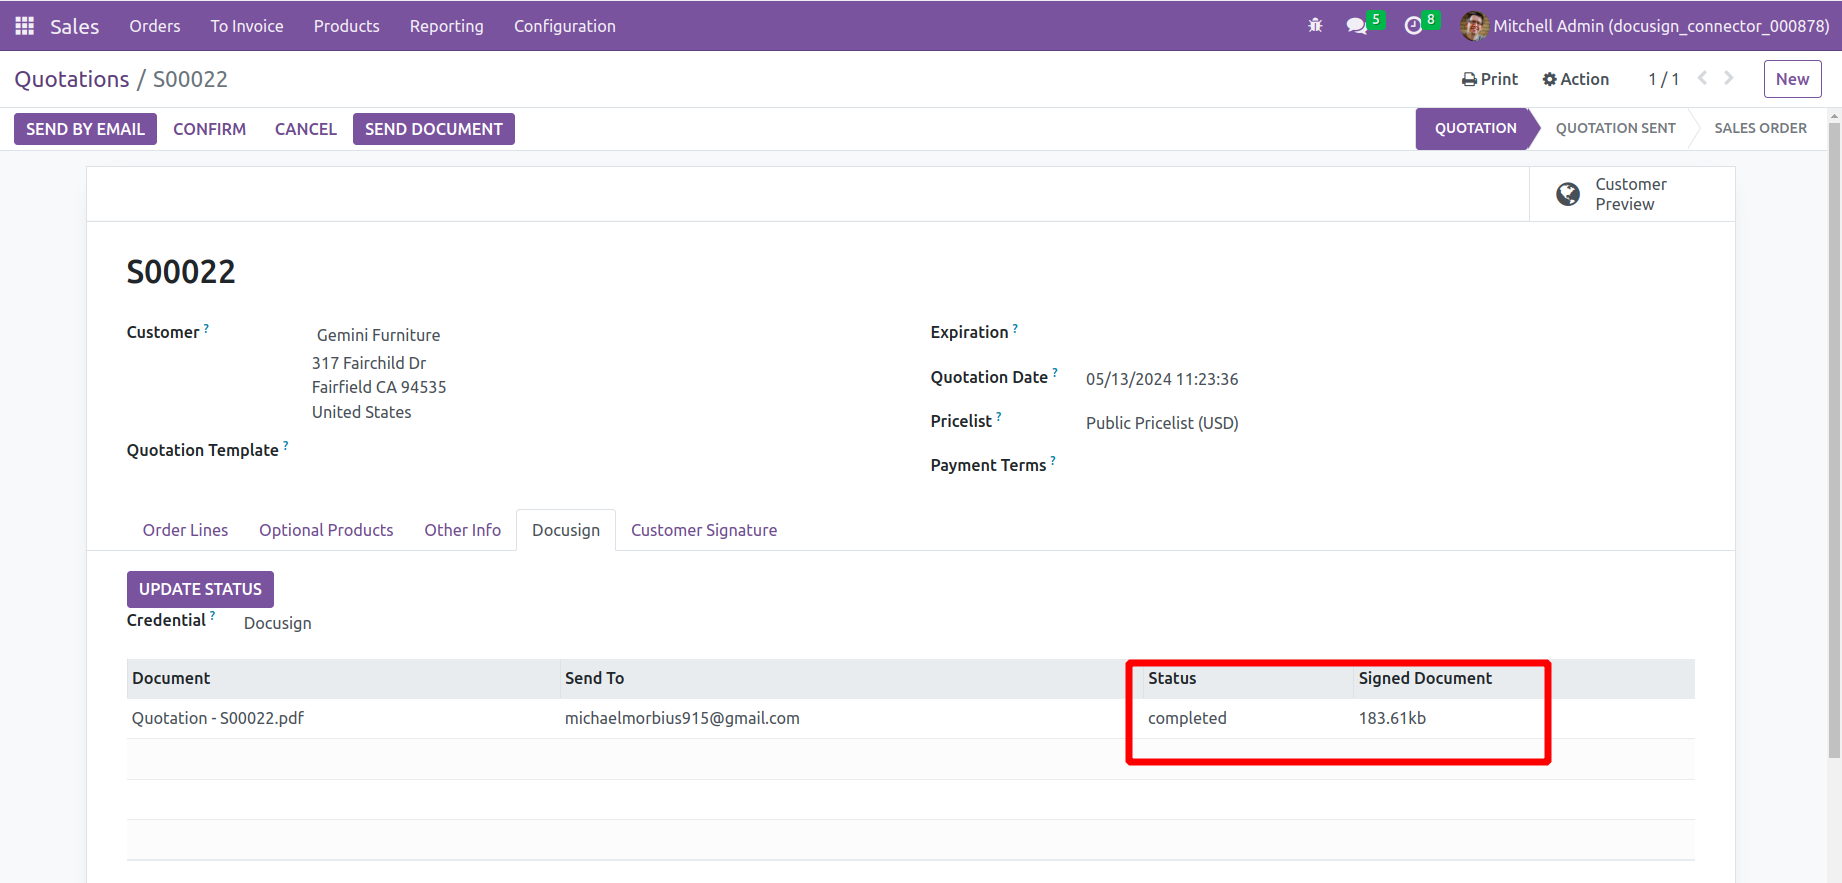 Sales Orders To Invoice Products Reporting Configuration 5 8 Mitchell Admin (docusign_connector_000878)
Quotations / S00022 Print Action 1 / 1 New
SEND BY EMAIL CONFIRM CANCEL SEND DOCUMENT QUOTATION QUOTATION SENT SALES ORDER
Customer
Preview
S00022
Customer ? Gemini Furniture
317 Fairchild Dr
Fairfield CA 94535
United States
Quotation Template ?
Expiration ?
Quotation Date ? 05/13/2024 11:23:36
Pricelist ? Public Pricelist (USD)
Payment Terms ?
Order Lines Optional Products Other Info Docusign Customer Signature
UPDATE STATUS
Credential ? Docusign
Document Send To Status Signed Document
Quotation - S00022.pdf michaelmorbius915@gmail.com completed 183.61kb